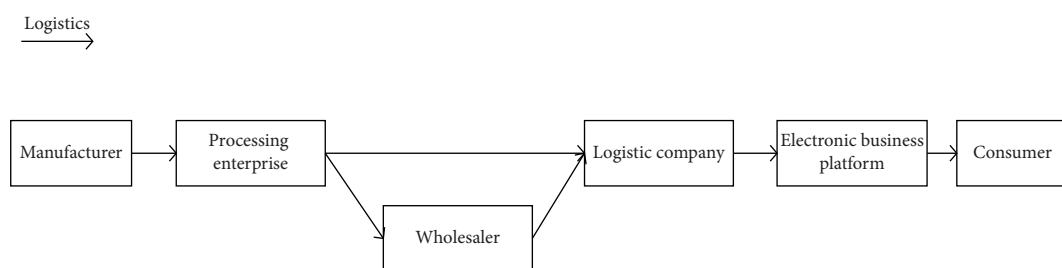 Logistics
Manufacturer
Processing
enterprise
Wholesaler
Logistic company
Electronic business
platform
Consumer